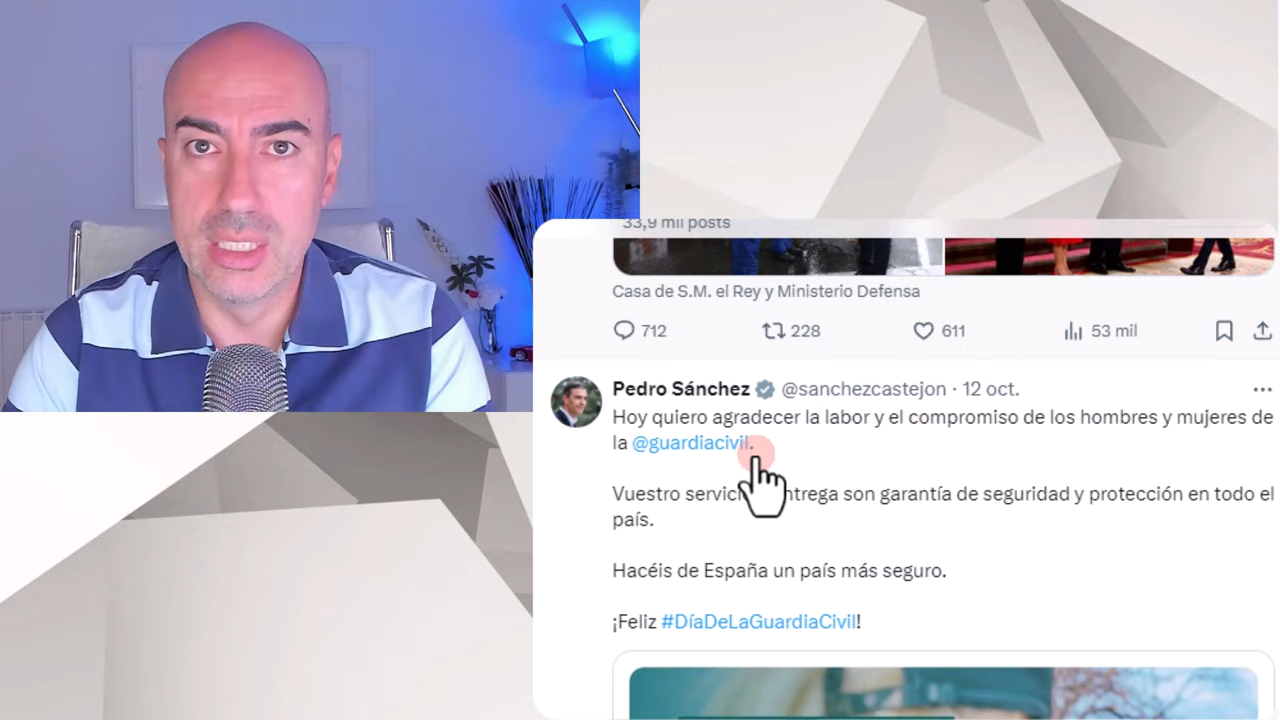 33,9 mil posts
Casa de S.M. el Rey y Ministerio Defensa
712 228 611 53 mil
Pedro Sánchez @sanchezcastejon · 12 oct.
Hoy quiero agradecer la labor y el compromiso de los hombres y mujeres de
la @guardiacivil.
Vuestro entrega son garantía de seguridad y protección en todo el
país.
Hacéis de España un país más seguro.
¡Feliz #DíaDeLaGuardiaCivil!